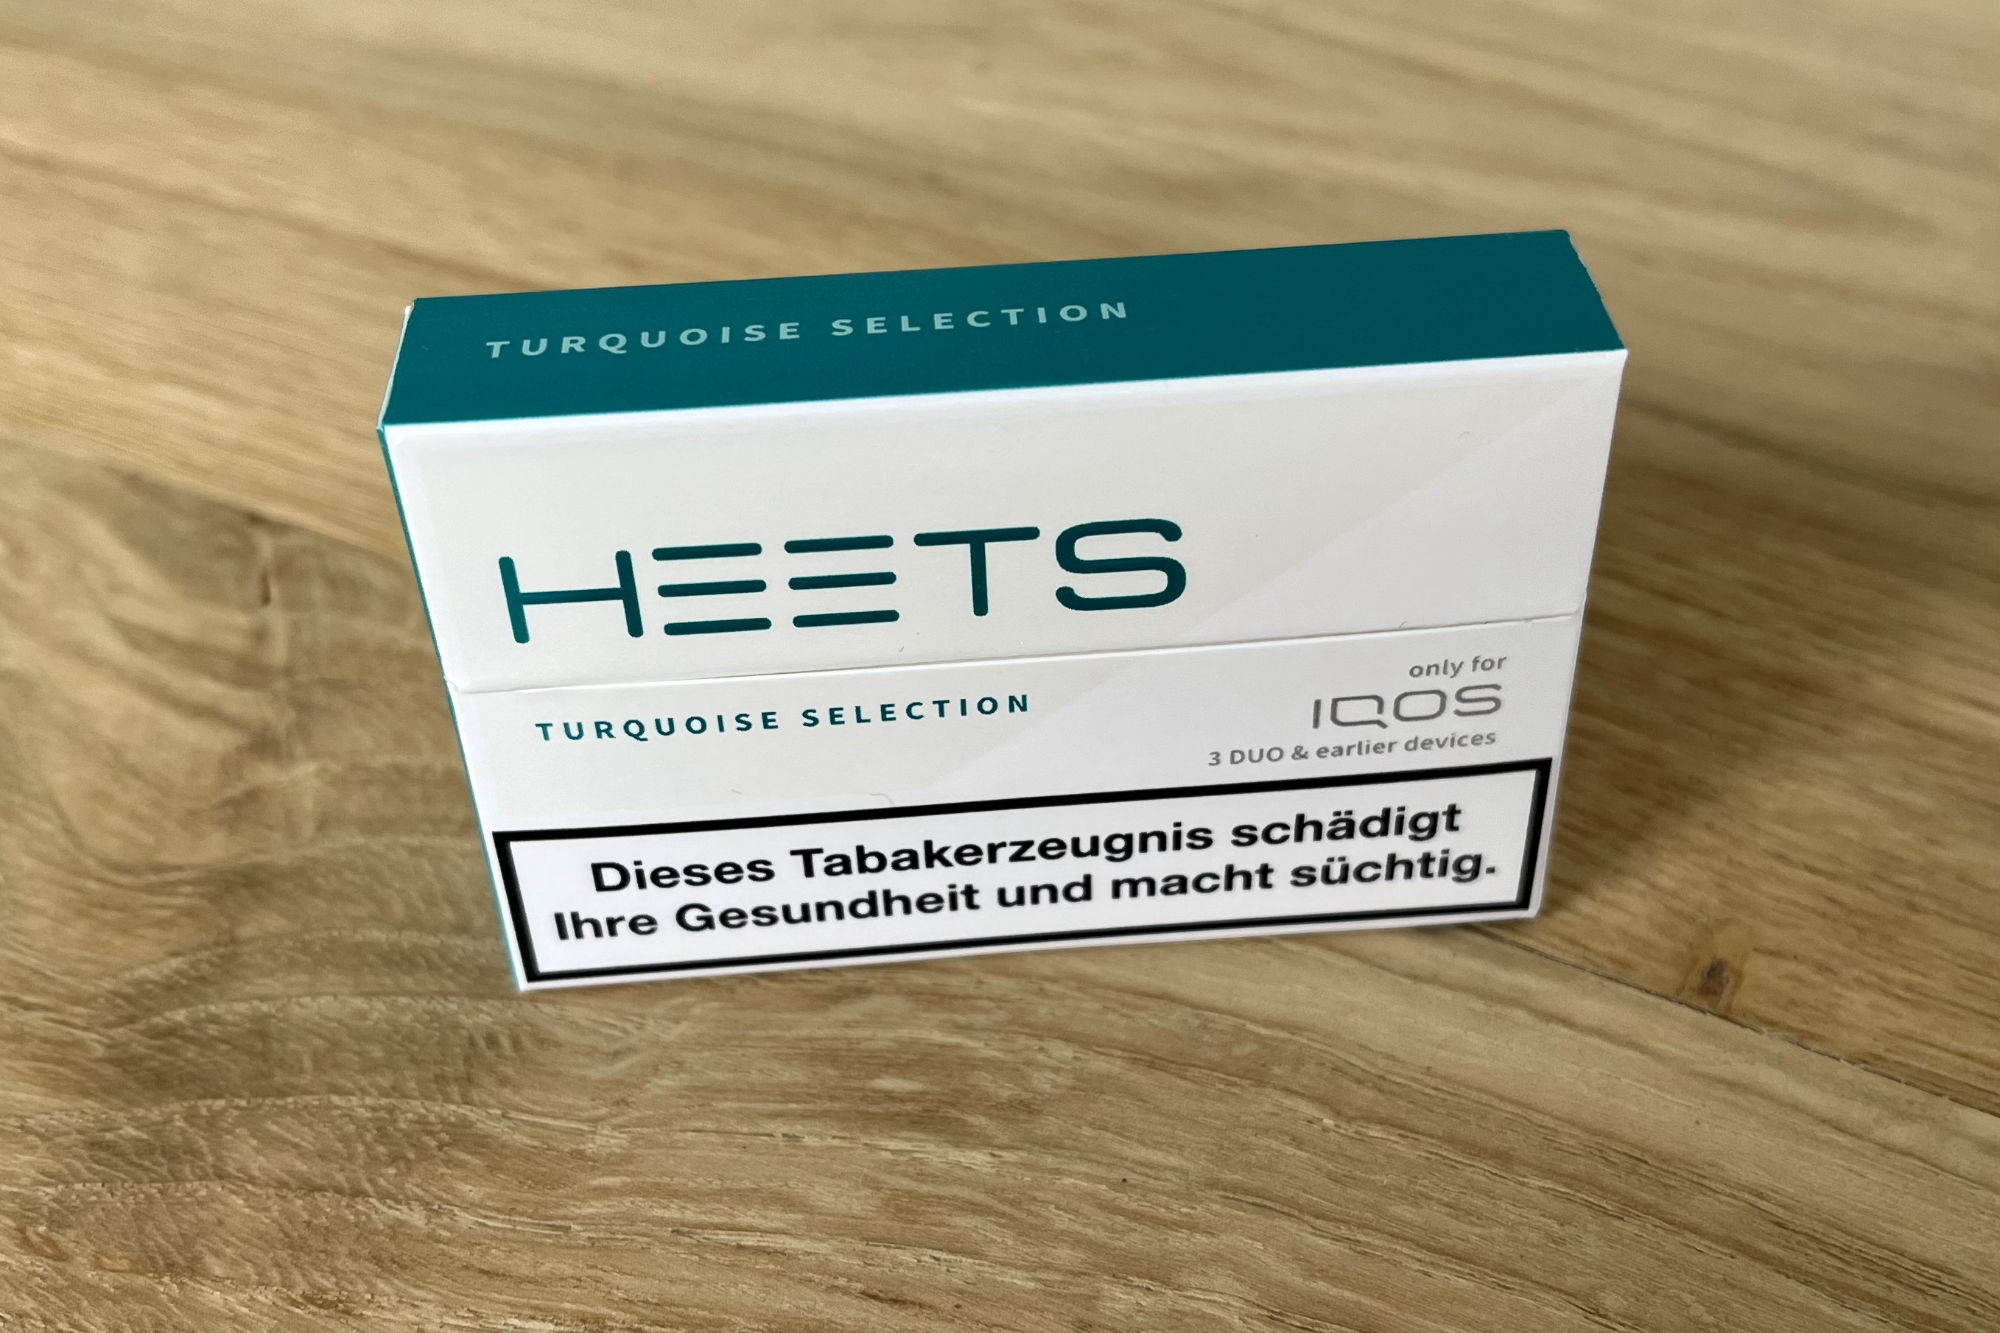 TURQUOISE SELECTION
HEETS
TURQUOISE SELECTION
only for
IQOS
3 DUO & earlier devices
Dieses Tabakerzeugnis schädigt
Ihre Gesundheit und macht süchtig.